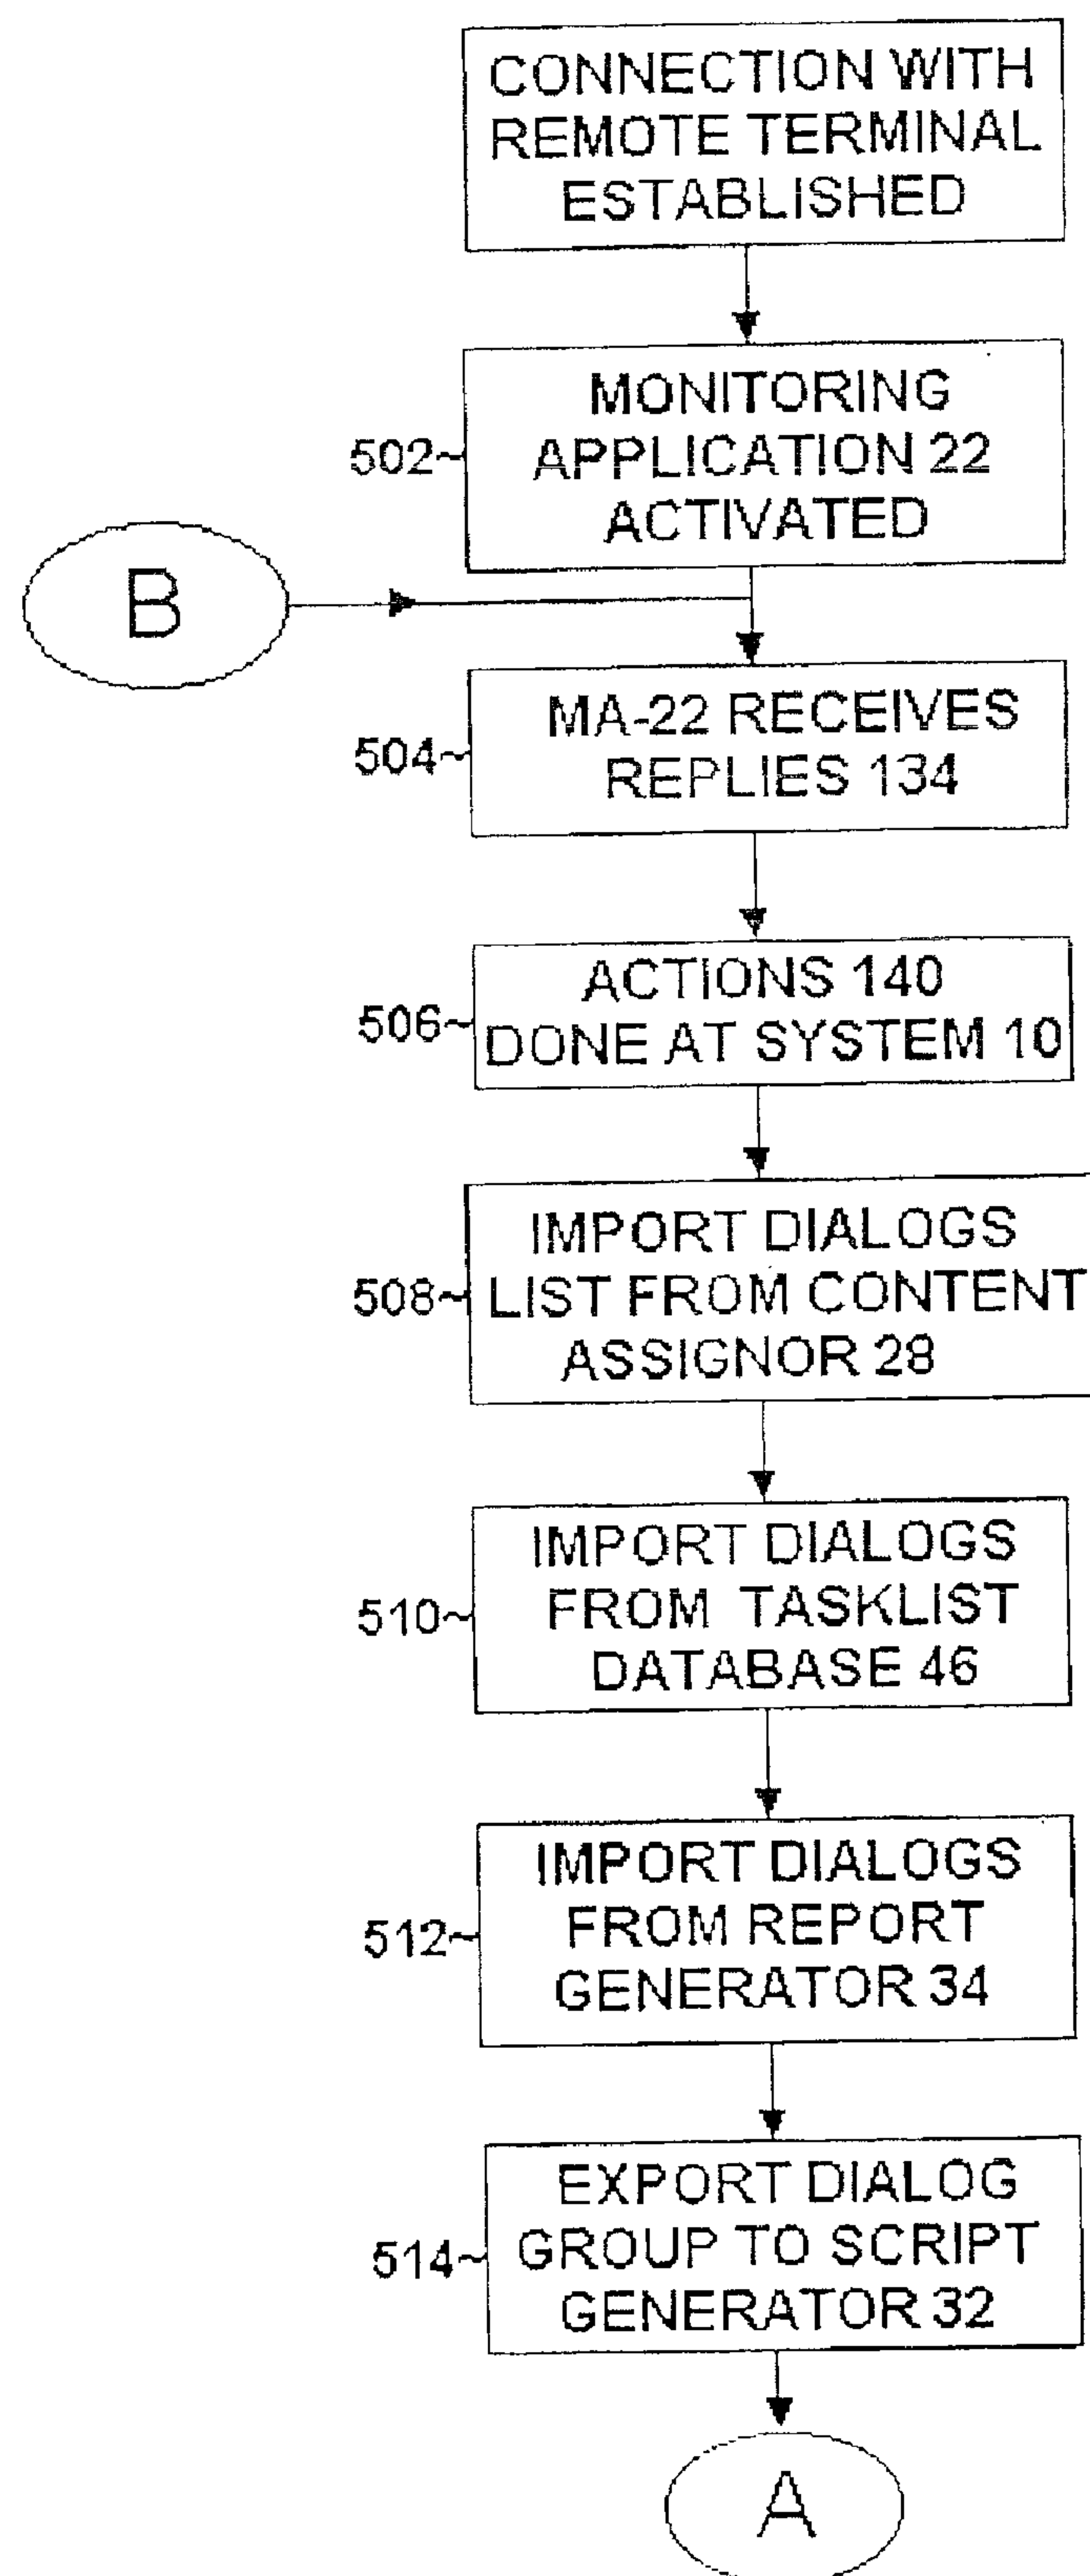 CONNECTION WITH
REMOTE TERMINAL
ESTABLISHED
502~
MONITORING
APPLICATION 22
ACTIVATED
B
504~
MA-22 RECEIVES
REPLIES 134
506~
ACTIONS 140
DONE AT SYSTEM 10
508~
IMPORT DIALOGS
LIST FROM CONTENT
ASSIGNOR 28
510~
IMPORT DIALOGS
FROM TASKLIST
DATABASE 46
512~
IMPORT DIALOGS
FROM REPORT
GENERATOR 34
514~
EXPORT DIALOG
GROUP TO SCRIPT
GENERATOR 32
A